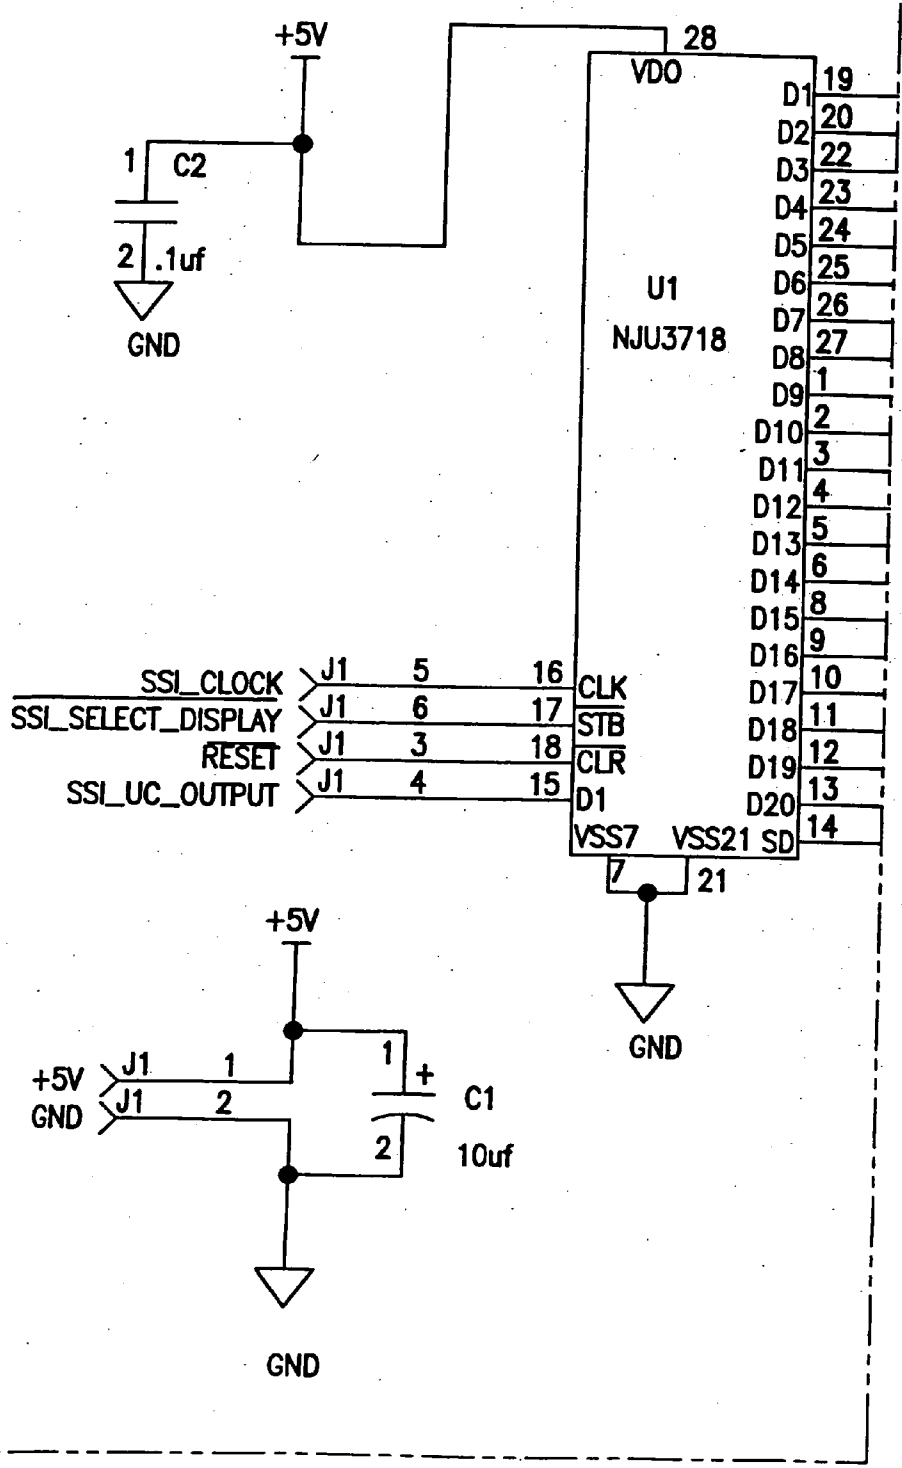 +5V
28
VDO
D1 19
D2 20
1 C2
D3 22
D4 23
D5 24
2 .1uf
D6 25
U1
GND
D7 26
NJU3718
D8 27
D9 1
D10 2
D11 3
D12 4
D13 5
D14 6
D15 8
D16 9
SSI_CLOCK J1 5 16 CLK
D17 10
SSI_SELECT_DISPLAY J1 6 17 STB
D18 11
RESET J1 3 18 CLR
D19 12
SSI_UC_OUTPUT J1 4 15 D1
D20 13
VSS7 VSS21 SD 14
7 21
+5V
GND
+5V J1 1
1 +
GND J1 2
C1
2 10uf
GND